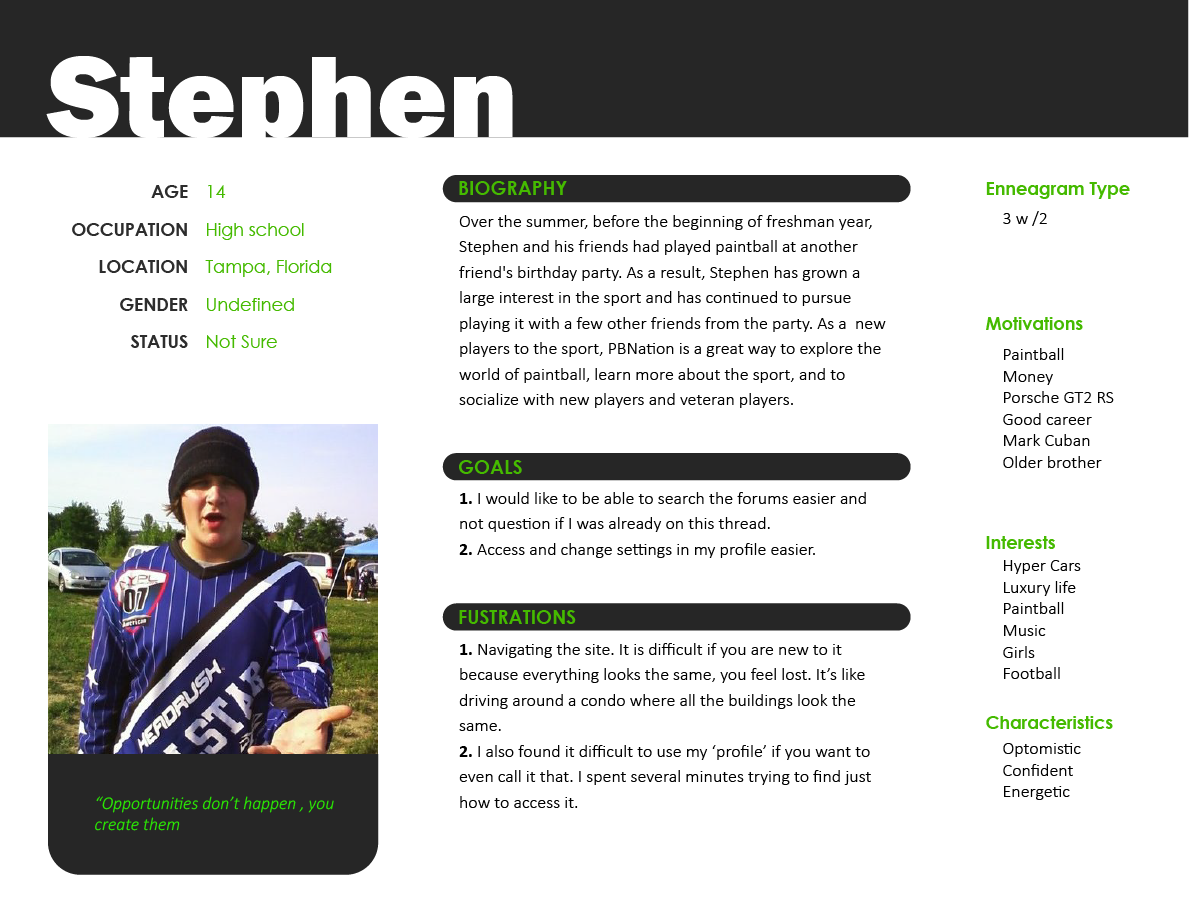 Stephen
AGE 14
OCCUPATION High school
LOCATION Tampa, Florida
GENDER Undefined
STATUS Not Sure
07
ARCTICAR
HEADRUSH
STAR
“Opportunities don’t happen , you
create them
BIOGRAPHY
Over the summer, before the beginning of freshman year,
Stephen and his friends had played paintball at another
friend's birthday party. As a result, Stephen has grown a
large interest in the sport and has continued to pursue
playing it with a few other friends from the party. As a  new
players to the sport, PBNation is a great way to explore the
world of paintball, learn more about the sport, and to
socialize with new players and veteran players.
GOALS
1. I would like to be able to search the forums easier and
not question if I was already on this thread.
2. Access and change settings in my profile easier.
FUSTRATIONS
1. Navigating the site. It is difficult if you are new to it
because everything looks the same, you feel lost. It’s like
driving around a condo where all the buildings look the
same.
2. I also found it difficult to use my ‘profile’ if you want to
even call it that. I spent several minutes trying to find just
how to access it.
Enneagram Type
3 w /2
Motivations
Paintball
Money
Porsche GT2 RS
Good career
Mark Cuban
Older brother
Interests
Hyper Cars
Luxury life
Paintball
Music
Girls
Football
Characteristics
Optomistic
Confident
Energetic